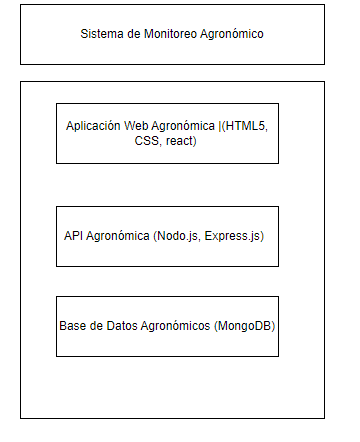 Sistema de Monitoreo Agronómico
Aplicación Web Agronómica |(HTML5,
CSS, react)
API Agronómica (Nodo.js, Express.js)
Base de Datos Agronómicos (MongoDB)